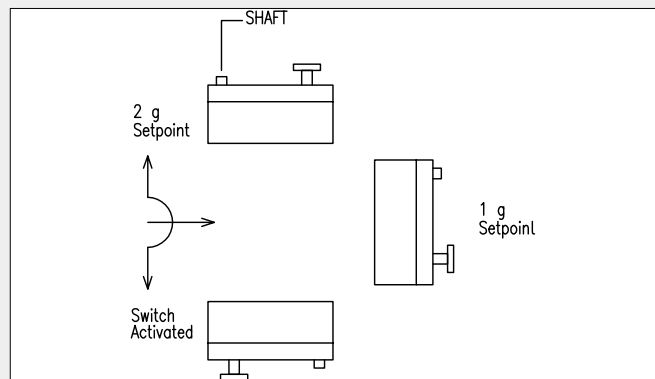 SHAFT
2 g
Setpoint
1 g
Setpoinl
Switch
Activated